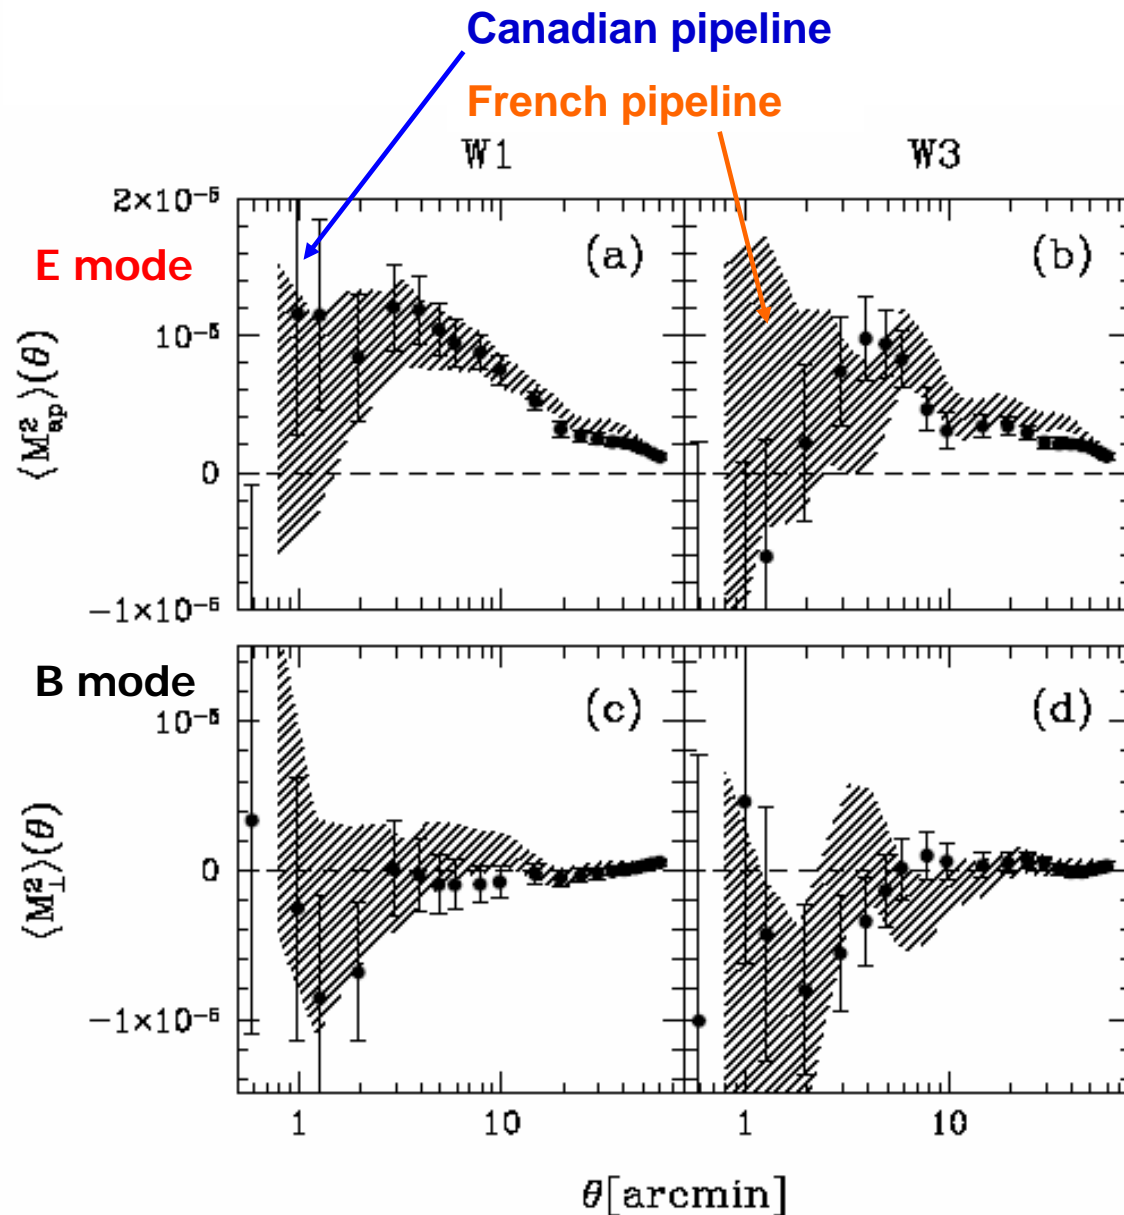 Canadian pipeline
French pipeline
W1 W3
E mode
2×10⁻⁵
10⁻⁵
0
−1×10⁻⁵
⟨M²ap⟩(θ)
(a) (b)
B mode
10⁻⁵
0
−1×10⁻⁵
⟨M²⊥⟩(θ)
(c) (d)
1 10 1 10
θ[arcmin]